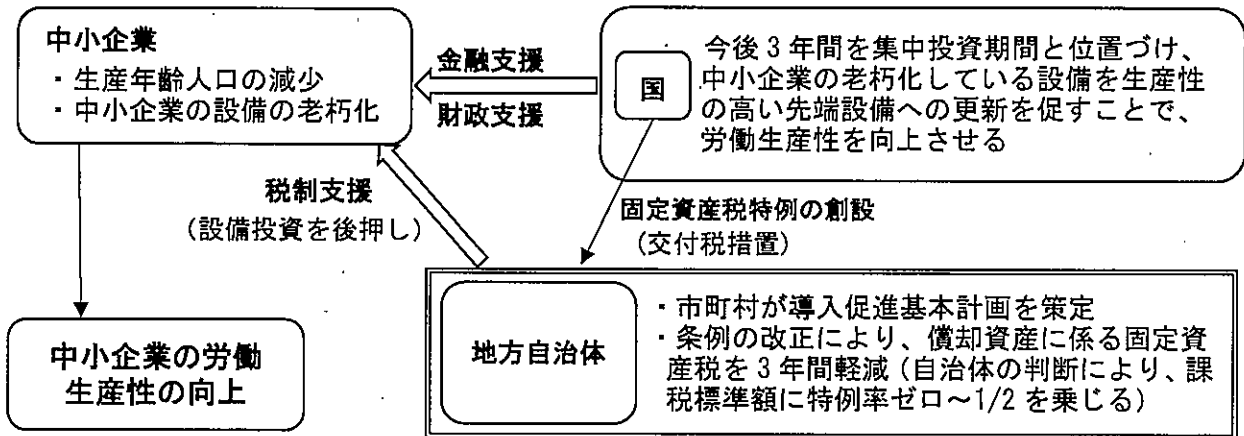 中小企業
・生産年齢人口の減少
・中小企業の設備の老朽化
金融支援
財政支援
国
今後3年間を集中投資期間と位置づけ、
中小企業の老朽化している設備を生産性
の高い先端設備への更新を促すことで、
労働生産性を向上させる
税制支援
(設備投資を後押し)
固定資産税特例の創設
(交付税措置)
中小企業の労働
生産性の向上
地方自治体
・市町村が導入促進基本計画を策定
・条例の改正により、償却資産に係る固定資
産税を3年間軽減(自治体の判断により、課
税標準額に特例率ゼロ～1/2を乗じる)